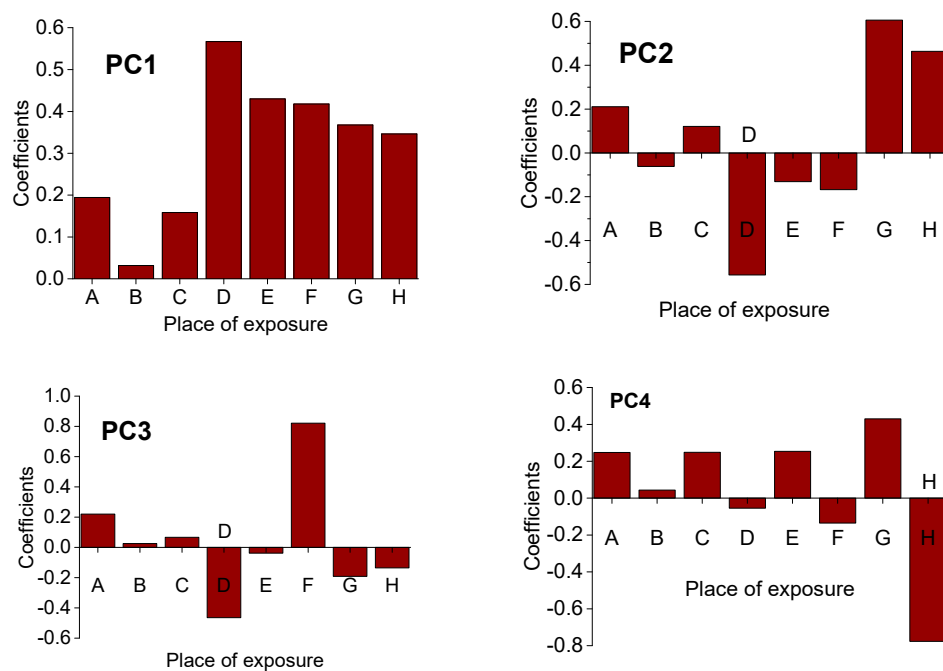 PC1
Coefficients
0.6
0.5
0.4
0.3
0.2
0.1
0.0
A B C D E F G H
Place of exposure
PC2
Coefficients
0.6
0.4
0.2
0.0
-0.2
-0.4
-0.6
D
A B C D E F G H
Place of exposure
PC3
Coefficients
1.0
0.8
0.6
0.4
0.2
0.0
-0.2
-0.4
-0.6
D
A B C D E F G H
Place of exposure
PC4
Coefficients
0.6
0.4
0.2
0.0
-0.2
-0.4
-0.6
-0.8
H
A B C D E F G H
Place of exposure